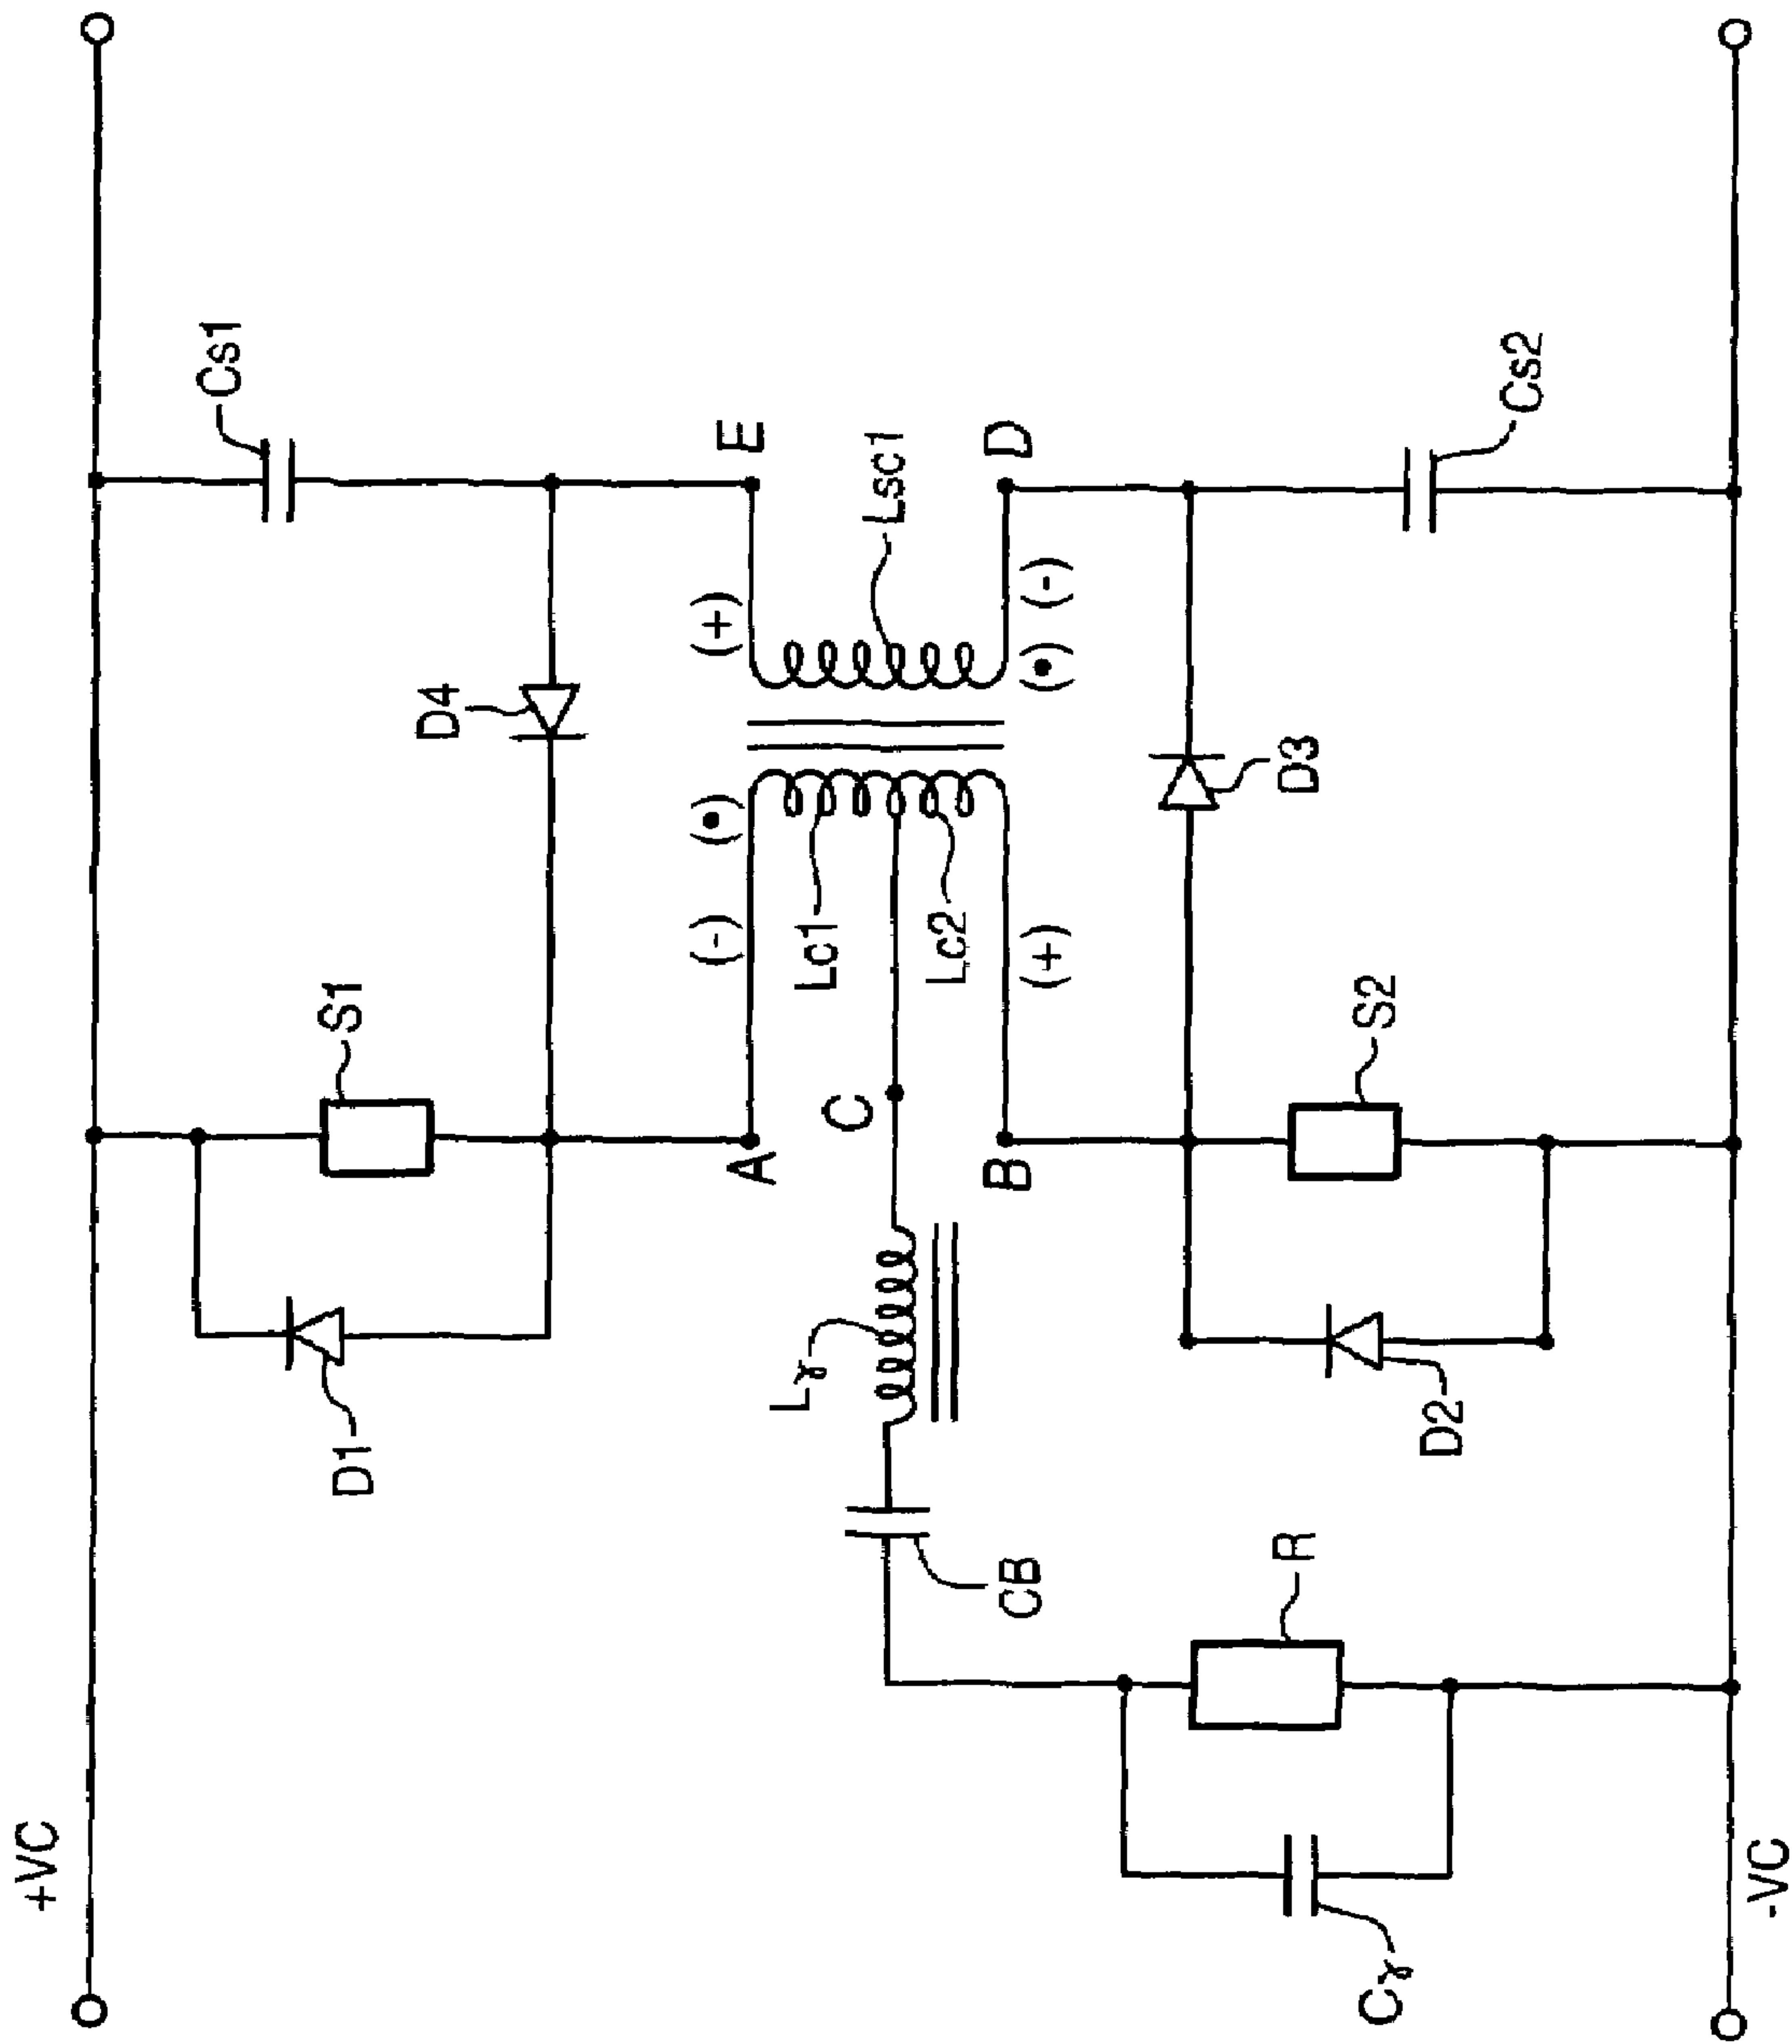 +VC
Cs1
D4
S1
D1
E
(+)
Lsc1
(•)
(-)
A
Lc1
C
Lγ
D
(-)
(•)
Lc2
(+)
B
CB
Cs2
D3
S2
D2
R
Cγ
-VC